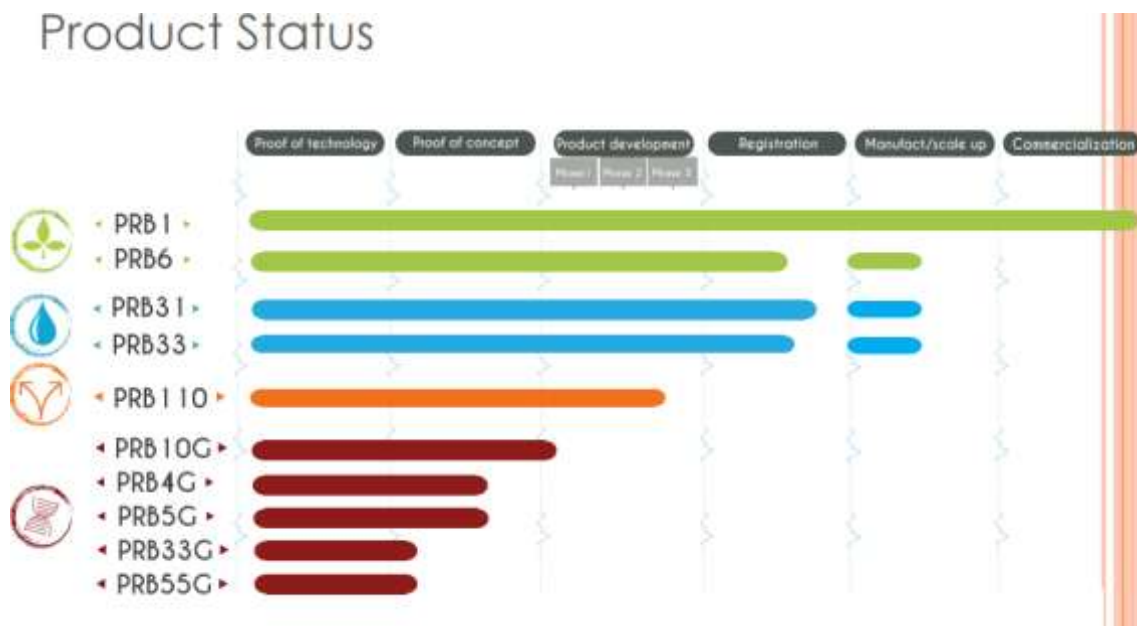 Product Status
Proof of technology Proof of concept Product development Registration Manufact/scale up Commercialization
Phase 1 Phase 2 Phase 3
PRB1
PRB6
PRB31
PRB33
PRB110
PRB10G
PRB4G
PRB5G
PRB33G
PRB55G